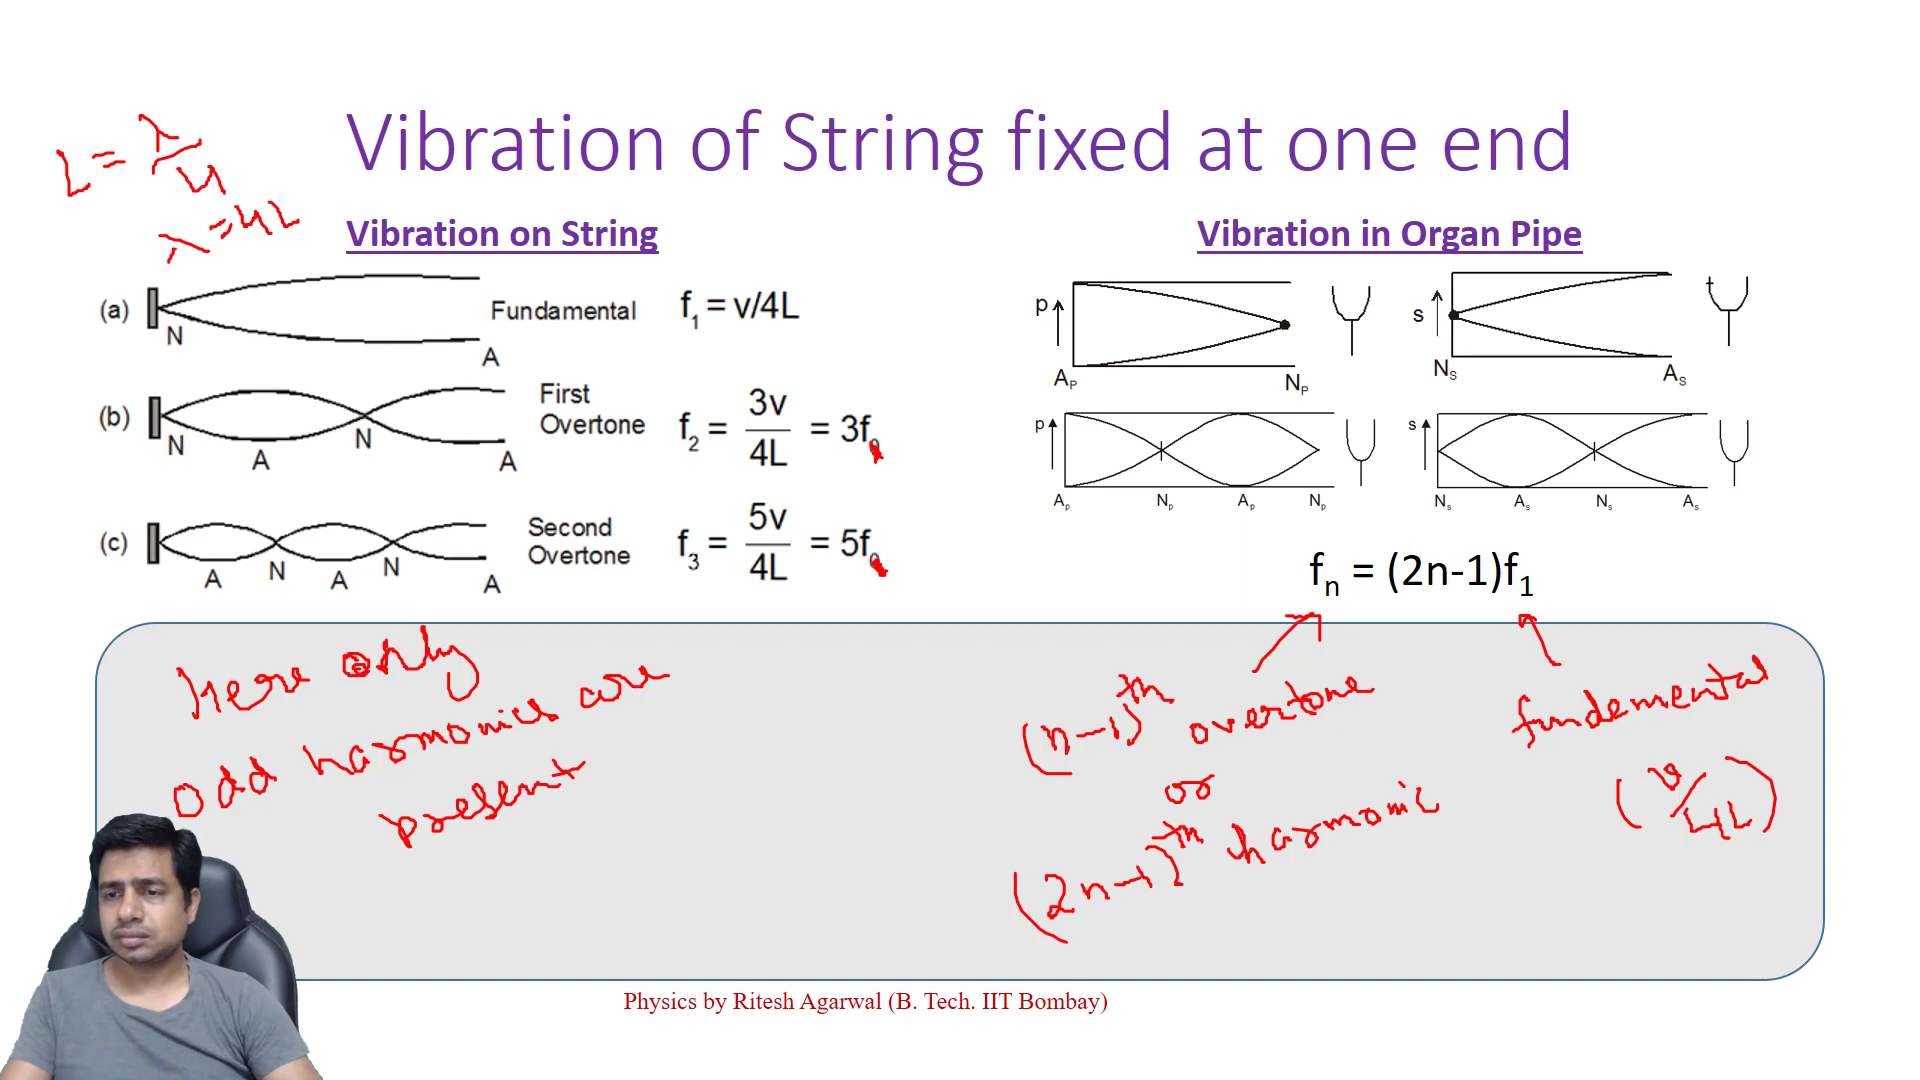 Vibration of String fixed at one end
L = λ/4
λ = 4L
Vibration on String
(a)
N
A
Fundamental
f1 = v/4L
(b)
N
A
N
A
First
Overtone
f2 = 3v/4L = 3f
(c)
A
N
A
N
A
Second
Overtone
f3 = 5v/4L = 5f
Vibration in Organ Pipe
p
AP
NP
s
NS
AS
p
Ap
Np
Ap
Np
s
Ns
As
Ns
As
fn = (2n-1)f1
here only
odd harmonics are
present
(n-1)th overtone
or
(2n-1)th harmonic
fundemental
(v/4L)
Physics by Ritesh Agarwal (B. Tech. IIT Bombay)